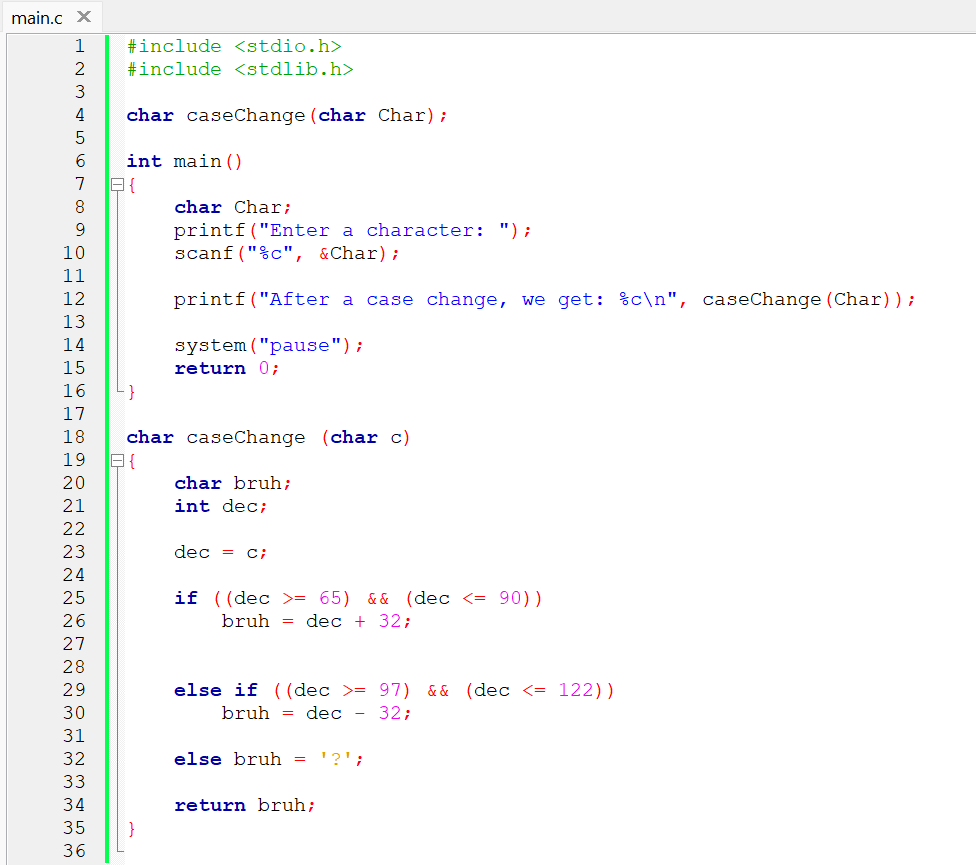 main.c
1 #include <stdio.h>
2 #include <stdlib.h>
3
4 char caseChange(char Char);
5
6 int main()
7 {
8     char Char;
9     printf("Enter a character: ");
10     scanf("%c", &Char);
11
12     printf("After a case change, we get: %c\n", caseChange(Char));
13
14     system("pause");
15     return 0;
16 }
17
18 char caseChange (char c)
19 {
20     char bruh;
21     int dec;
22
23     dec = c;
24
25     if ((dec >= 65) && (dec <= 90))
26         bruh = dec + 32;
27
28
29     else if ((dec >= 97) && (dec <= 122))
30         bruh = dec - 32;
31
32     else bruh = '?';
33
34     return bruh;
35 }
36